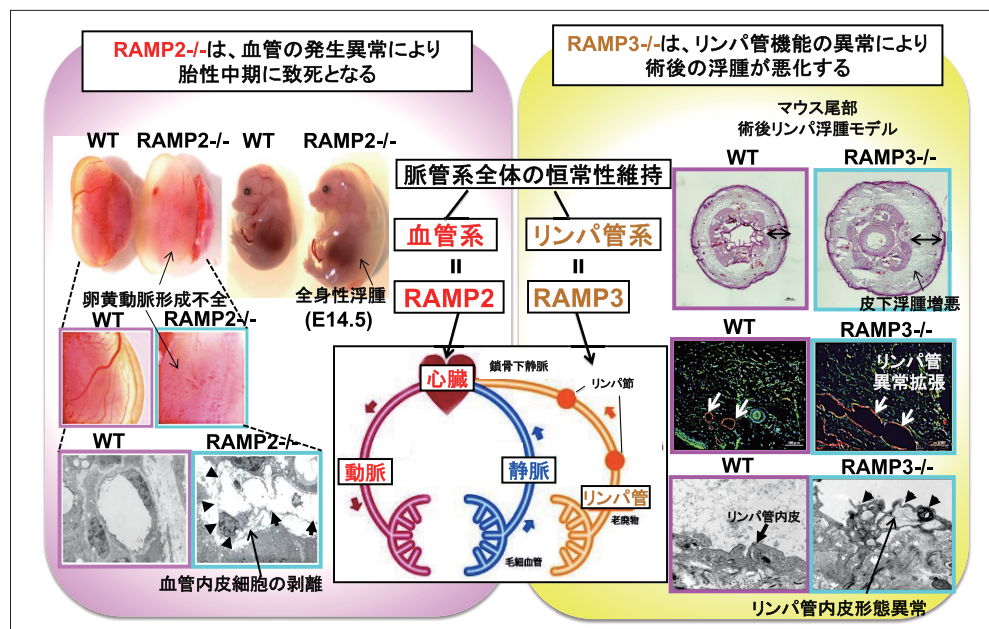 RAMP2-/-は、血管の発生異常により
胎性中期に致死となる
WT
RAMP2-/-
WT
RAMP2-/-
卵黄動脈形成不全
全身性浮腫
(E14.5)
WT
RAMP2-/-
WT
RAMP2-/-
血管内皮細胞の剥離
脈管系全体の恒常性維持
血管系
リンパ管系
=
=
RAMP2
RAMP3
心臓
鎖骨下静脈
リンパ節
動脈
静脈
リンパ管
老廃物
毛細血管
RAMP3-/-は、リンパ管機能の異常により
術後の浮腫が悪化する
マウス尾部
術後リンパ浮腫モデル
WT
RAMP3-/-
皮下浮腫増悪
WT
RAMP3-/-
リンパ管
異常拡張
WT
RAMP3-/-
リンパ管内皮
リンパ管内皮形態異常